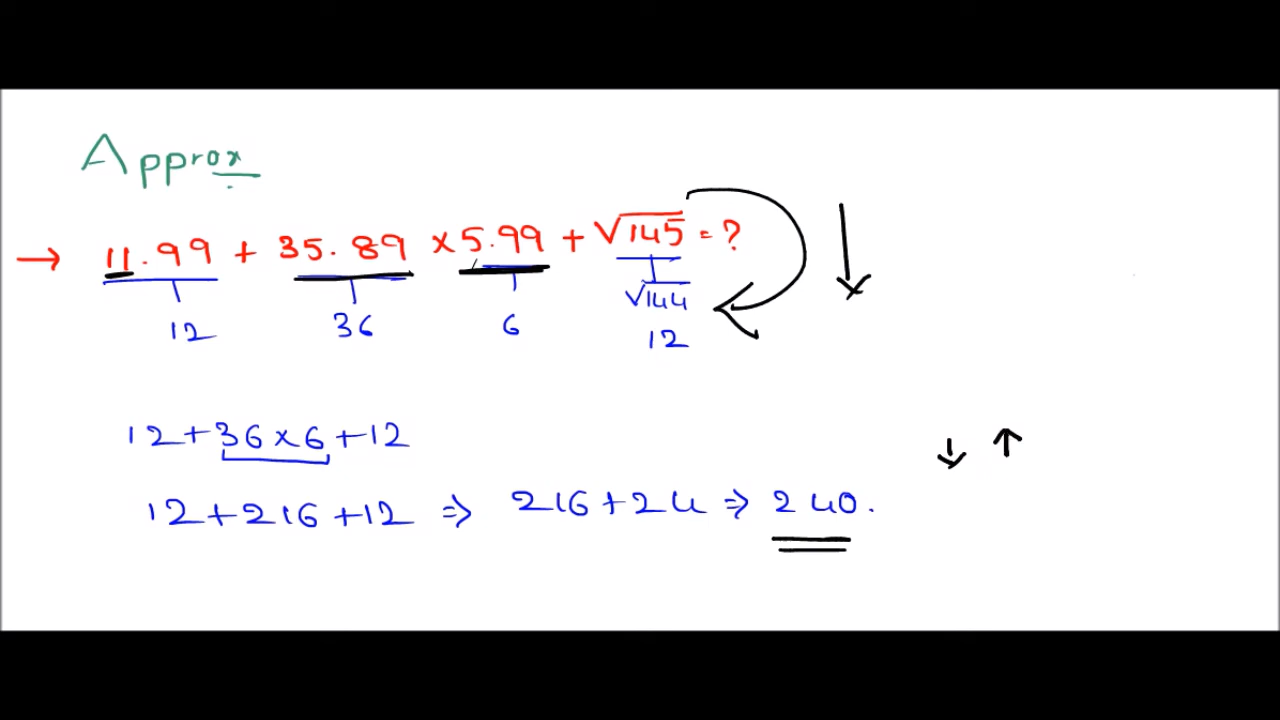 Approx
→ 11.99 + 35.89 × 5.99 + √145 = ?
12 36 6 √144
12
12+36×6+12
12+216+12 ⇒ 216+24 ⇒ 240.